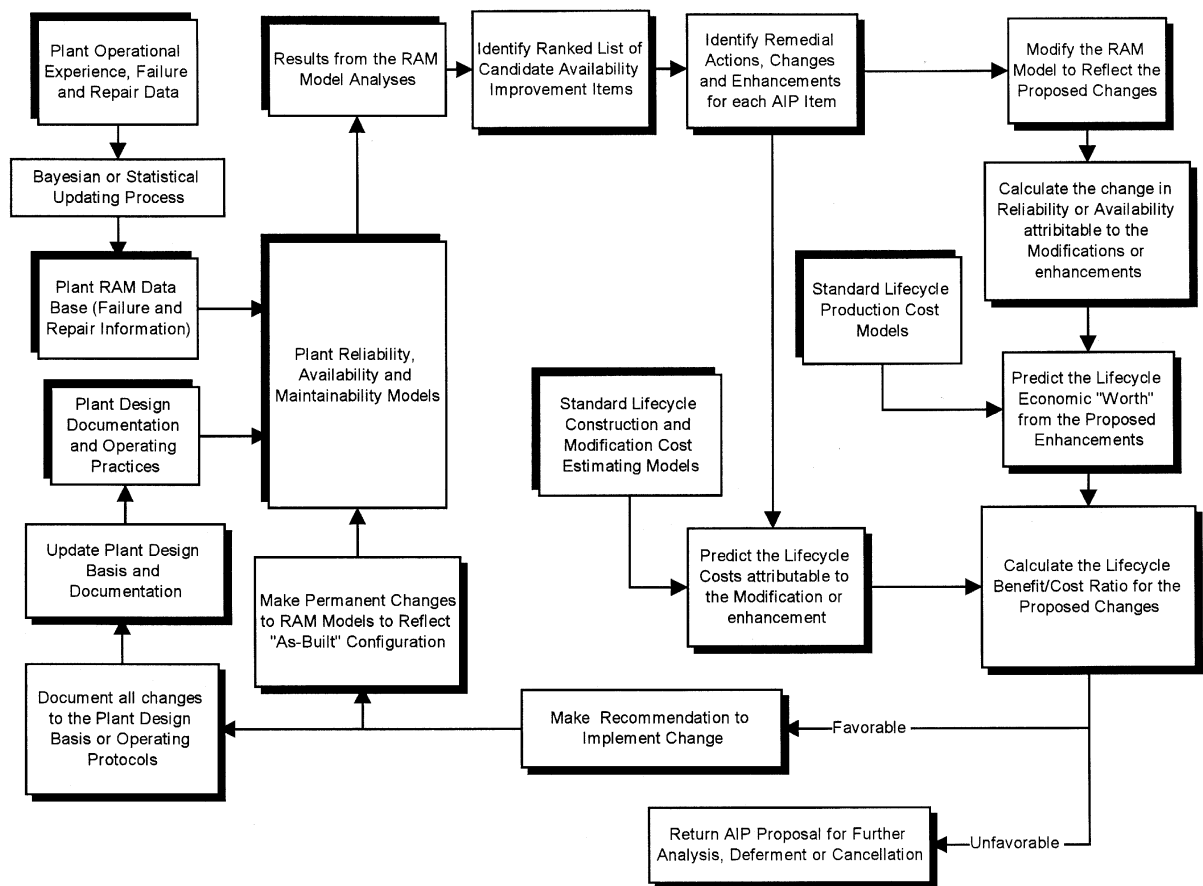 Plant Operational
Experience, Failure
and Repair Data
Results from the RAM
Model Analyses
Identify Ranked List of
Candidate Availability
Improvement Items
Identify Remedial
Actions, Changes
and Enhancements
for each AIP Item
Modify the RAM
Model to Reflect the
Proposed Changes
Bayesian or Statistical
Updating Process
Calculate the change in
Reliability or Availability
attribitable to the
Modifications or
enhancements
Plant RAM Data
Base (Failure and
Repair Information)
Standard Lifecycle
Production Cost
Models
Plant Reliability,
Availability and
Maintainability Models
Plant Design
Documentation
and Operating
Practices
Standard Lifecycle
Construction and
Modification Cost
Estimating Models
Predict the Lifecycle
Economic "Worth"
from the Proposed
Enhancements
Update Plant Design
Basis and
Documentation
Make Permanent Changes
to RAM Models to Reflect
"As-Built" Configuration
Predict the Lifecycle
Costs attributable to
the Modification or
enhancement
Calculate the Lifecycle
Benefit/Cost Ratio for the
Proposed Changes
Document all changes
to the Plant Design
Basis or Operating
Protocols
Make Recommendation to
Implement Change
Favorable
Return AIP Proposal for Further
Analysis, Deferment or Cancellation
Unfavorable